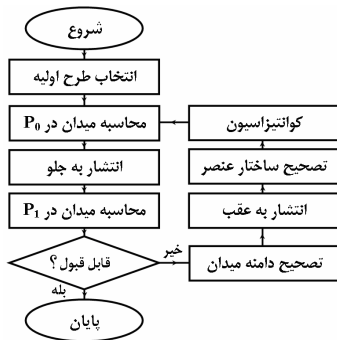 شروع
انتخاب طرح اولیه
محاسبه میدان در P₀
انتشار به جلو
محاسبه میدان در P₁
قابل قبول ؟
خیر
بله
پایان
تصحیح دامنه میدان
انتشار به عقب
تصحیح ساختار عنصر
کوانتیزاسیون